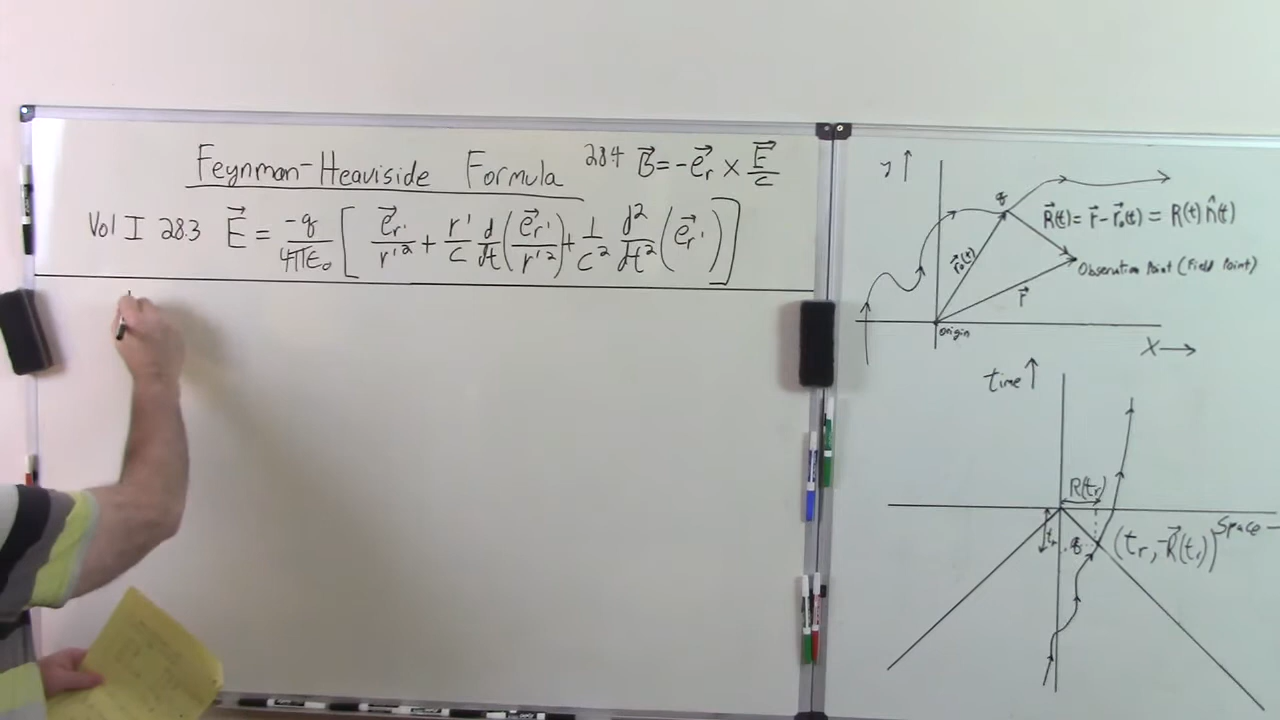 Feynman-Heaviside Formula 28.4 B⃗ = -e⃗r × E⃗/c
Vol I 28.3 E⃗ = -q/4πε₀ [ e⃗r'/r'² + r'/c d/dt (e⃗r'/r'²) + 1/c² d²/dt² (e⃗r') ]
y ↑
q
R⃗(t) = r⃗ - r⃗₀(t) = R(t) n̂(t)
r⃗₀(t)
Observation Point (Field Point)
r⃗
origin
X →
time ↑
R(tr)
Space
tr
q
(tr, -R⃗(tr))